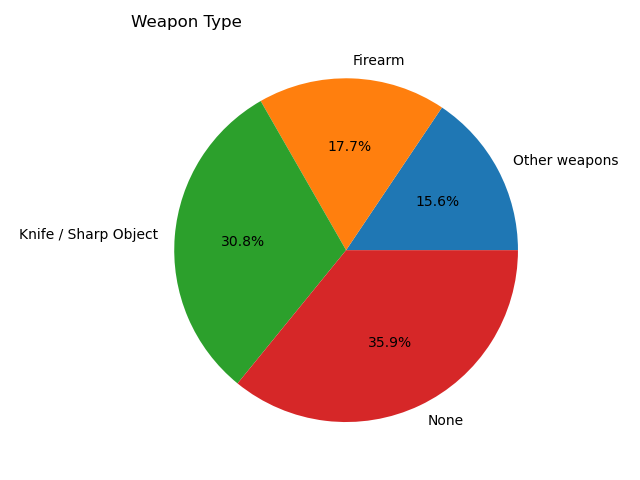 Weapon Type
Firearm
17.7%
Other weapons
15.6%
Knife / Sharp Object
30.8%
35.9%
None